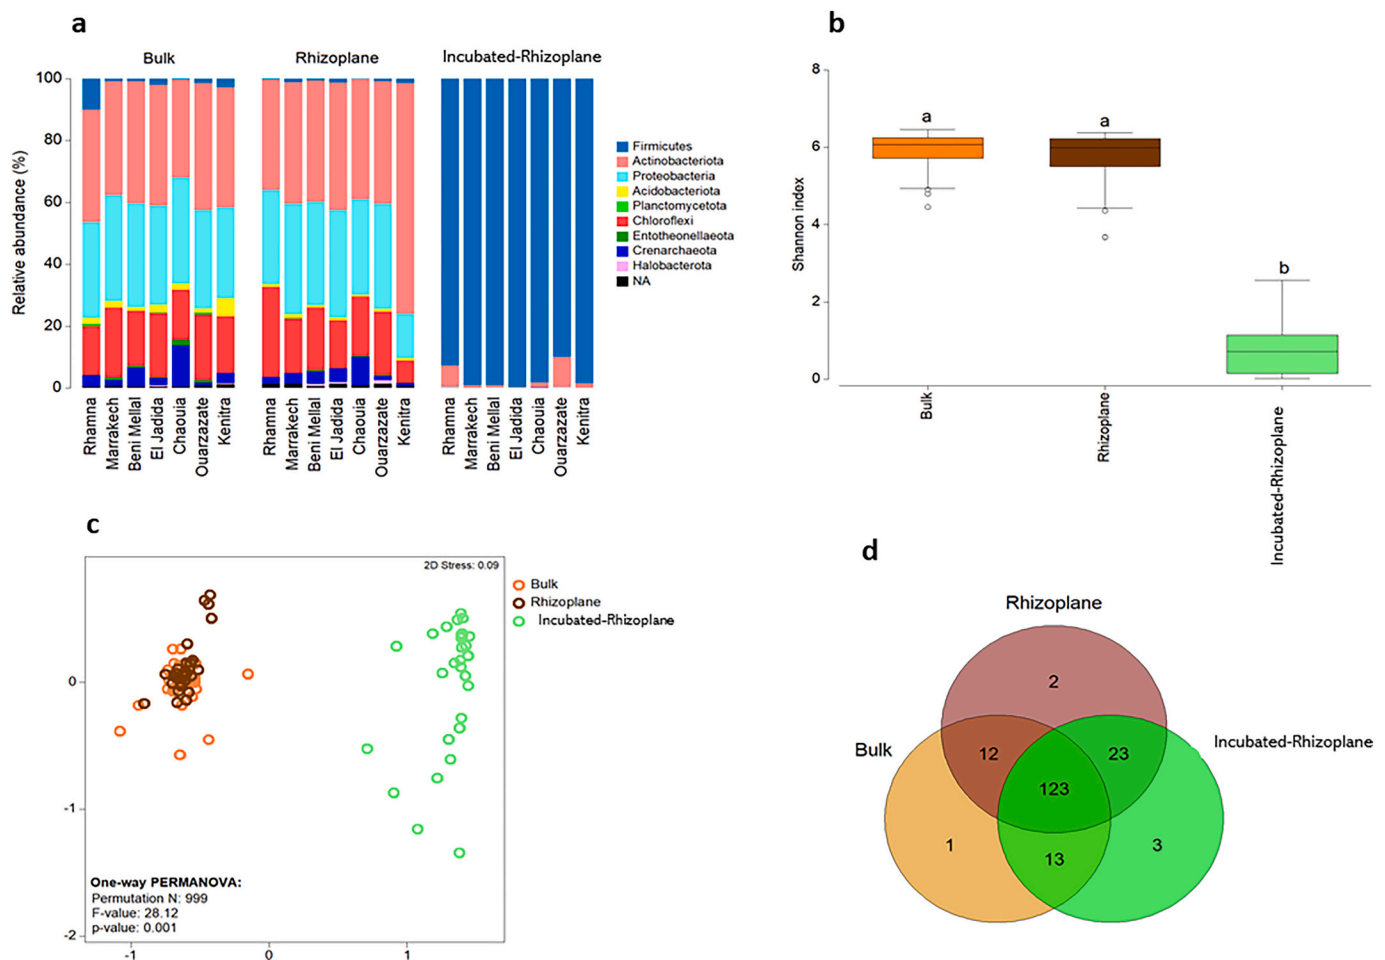 a
Bulk
Rhizoplane
Incubated-Rhizoplane
Relative abundance (%)
100
80
60
40
20
0
Rhamna
Marrakech
Beni Mellal
El Jadida
Chaouia
Ouarzazate
Kenitra
Rhamna
Marrakech
Beni Mellal
El Jadida
Chaouia
Ouarzazate
Kenitra
Rhamna
Marrakech
Beni Mellal
El Jadida
Chaouia
Ouarzazate
Kenitra
Firmicutes
Actinobacteriota
Proteobacteria
Acidobacteriota
Planctomycetota
Chloroflexi
Entotheonellaeota
Crenarchaeota
Halobacterota
NA
b
Shannon index
8
6
4
2
0
a
a
b
Bulk
Rhizoplane
Incubated-Rhizoplane
c
2D Stress: 0.09
Bulk
Rhizoplane
Incubated-Rhizoplane
0
-1
-2
One-way PERMANOVA:
Permutation N: 999
F-value: 28.12
p-value: 0.001
-1
0
1
d
Rhizoplane
2
Bulk
12
23
Incubated-Rhizoplane
123
1
13
3